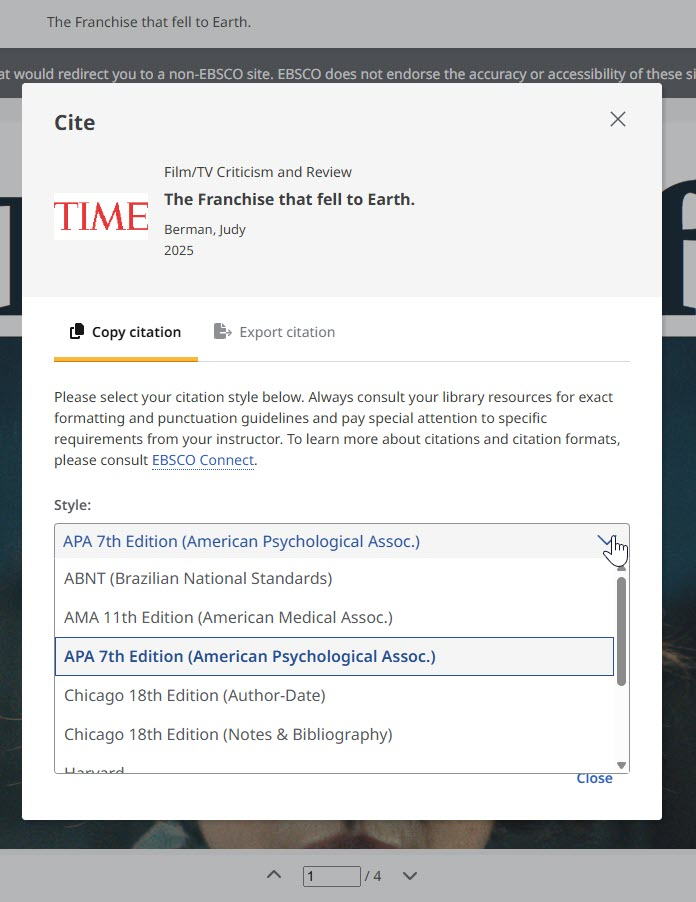 The Franchise that fell to Earth.
at would redirect you to a non-EBSCO site. EBSCO does not endorse the accuracy or accessibility of these si
Cite
Film/TV Criticism and Review
TIME
The Franchise that fell to Earth.
Berman, Judy
2025
Copy citation
Export citation
Please select your citation style below. Always consult your library resources for exact
formatting and punctuation guidelines and pay special attention to specific
requirements from your instructor. To learn more about citations and citation formats,
please consult EBSCO Connect.
Style:
APA 7th Edition (American Psychological Assoc.)
ABNT (Brazilian National Standards)
AMA 11th Edition (American Medical Assoc.)
APA 7th Edition (American Psychological Assoc.)
Chicago 18th Edition (Author-Date)
Chicago 18th Edition (Notes & Bibliography)
Harvard
Close
1 / 4